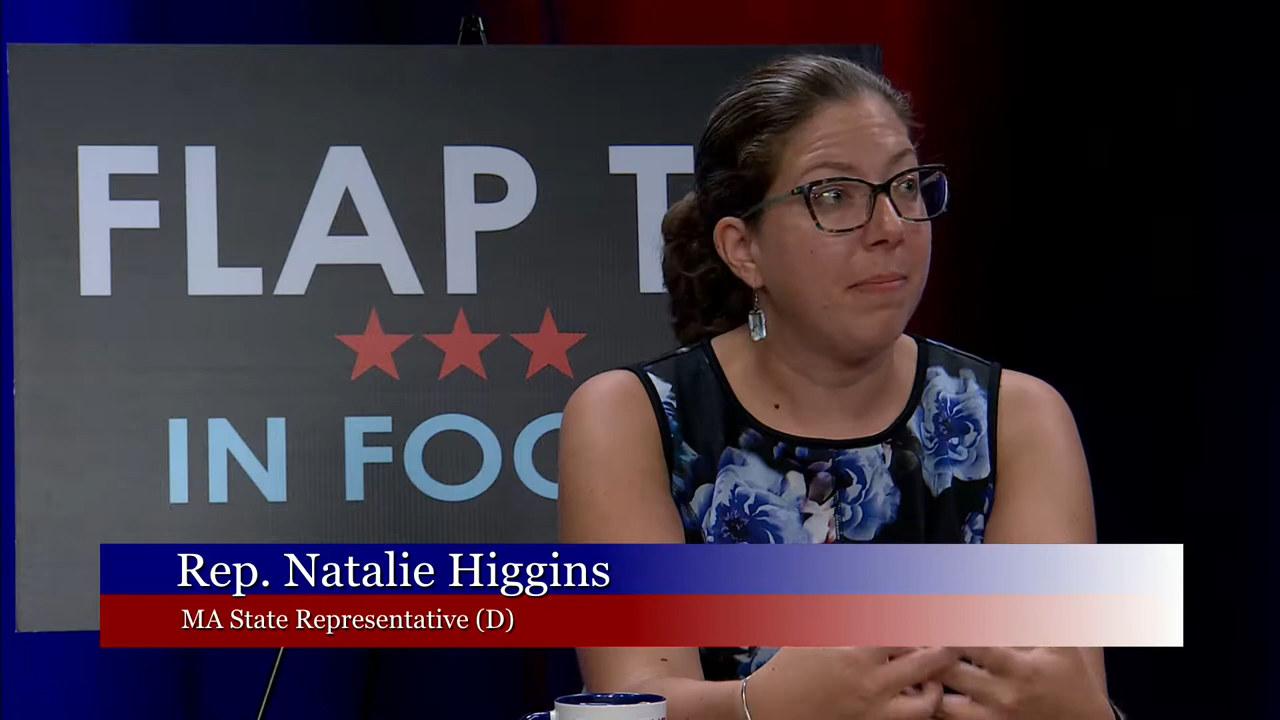 FLAP T
IN FOC
Rep. Natalie Higgins
MA State Representative (D)